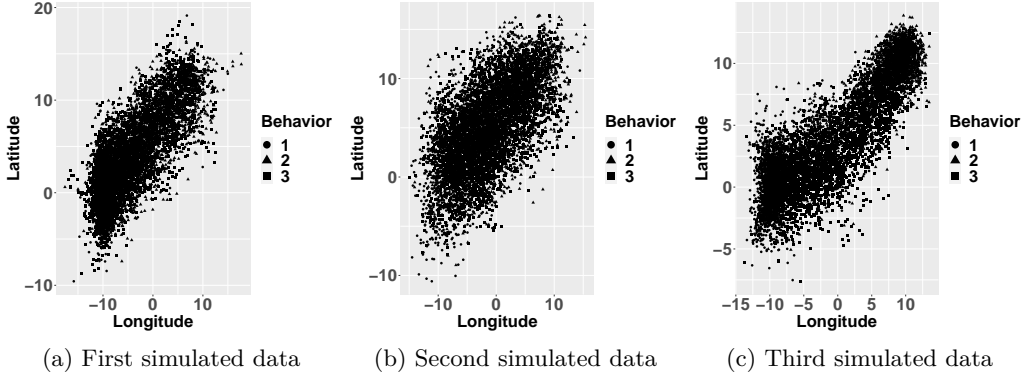 20
10
0
−10
−10
0
10
Latitude
Longitude
Behavior
1
2
3
(a) First simulated data
10
0
−10
−10
0
10
Latitude
Longitude
Behavior
1
2
3
(b) Second simulated data
10
5
0
−5
−15 −10 −5 0 5 10
Latitude
Longitude
Behavior
1
2
3
(c) Third simulated data